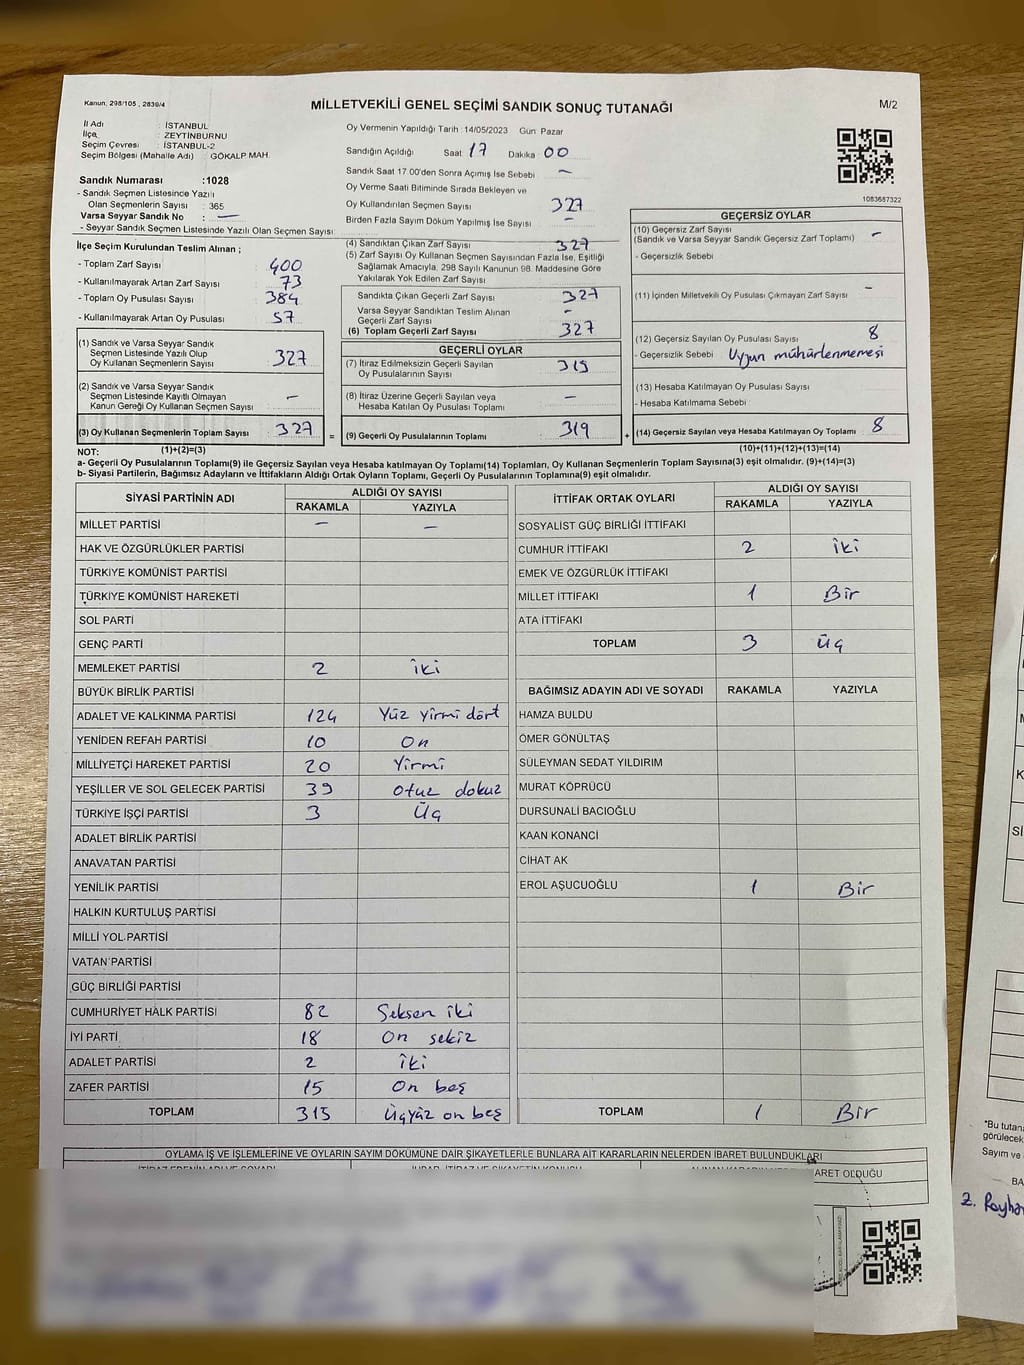 Kanun; 298/105 , 2839/4
MİLLETVEKİLİ GENEL SEÇİMİ SANDIK SONUÇ TUTANAĞI
M/2
İl Adı : İSTANBUL
İlçe : ZEYTİNBURNU
Seçim Çevresi : İSTANBUL-2
Seçim Bölgesi (Mahalle Adı) GÖKALP MAH.
Sandık Numarası :1028
- Sandık Seçmen Listesinde Yazılı
Olan Seçmenlerin Sayısı : 365
Varsa Seyyar Sandık No : —
- Seyyar Sandık Seçmen Listesinde Yazılı Olan Seçmen Sayısı:
Oy Vermenin Yapıldığı Tarih :14/05/2023 Gün Pazar
Sandığın Açıldığı Saat 17 Dakika 00
Sandık Saat 17.00'den Sonra Açımış İse Sebebi —
Oy Verme Saati Bitiminde Sırada Bekleyen ve
Oy Kullandırılan Seçmen Sayısı 327
Birden Fazla Sayım Döküm Yapılmış İse Sayısı —
1083687322
İlçe Seçim Kurulundan Teslim Alınan ;
- Toplam Zarf Sayısı : 400
- Kullanılmayarak Artan Zarf Sayısı : 73
- Toplam Oy Pusulası Sayısı : 384
- Kullanılmayarak Artan Oy Pusulası : 57
(1) Sandık ve Varsa Seyyar Sandık
Seçmen Listesinde Yazılı Olup
Oy Kullanan Seçmenlerin Sayısı 327
(2) Sandık ve Varsa Seyyar Sandık
Seçmen Listesinde Kayıtlı Olmayan
Kanun Gereği Oy Kullanan Seçmen Sayısı —
(3) Oy Kullanan Seçmenlerin Toplam Sayısı 327
(4) Sandıktan Çıkan Zarf Sayısı 327
(5) Zarf Sayısı Oy Kullanan Seçmen Sayısından Fazla İse, Eşitliği
Sağlamak Amacıyla, 298 Sayılı Kanunun 98. Maddesine Göre
Yakılarak Yok Edilen Zarf Sayısı
Sandıkta Çıkan Geçerli Zarf Sayısı 327
Varsa Seyyar Sandıktan Teslim Alınan
Geçerli Zarf Sayısı —
(6) Toplam Geçerli Zarf Sayısı 327
GEÇERLİ OYLAR
(7) İtiraz Edilmeksizin Geçerli Sayılan
Oy Pusulalarının Sayısı 319
(8) İtiraz Üzerine Geçerli Sayılan veya
Hesaba Katılan Oy Pusulası Toplamı —
= (9) Geçerli Oy Pusulalarının Toplamı 319
GEÇERSİZ OYLAR
(10) Geçersiz Zarf Sayısı
(Sandık ve Varsa Seyyar Sandık Geçersiz Zarf Toplamı) —
- Geçersizlik Sebebi
(11) İçinden Milletvekili Oy Pusulası Çıkmayan Zarf Sayısı —
(12) Geçersiz Sayılan Oy Pusulası Sayısı 8
- Geçersizlik Sebebi Uygun mühürlenmemesi
(13) Hesaba Katılmayan Oy Pusulası Sayısı
- Hesaba Katılmama Sebebi
+ (14) Geçersiz Sayılan veya Hesaba Katılmayan Oy Toplamı 8
NOT: (1)+(2)=(3)
(10)+(11)+(12)+(13)=(14)
a- Geçerli Oy Pusulalarının Toplamı(9) ile Geçersiz Sayılan veya Hesaba katılmayan Oy Toplamı(14) Toplamları, Oy Kullanan Seçmenlerin Toplam Sayısına(3) eşit olmalıdır. (9)+(14)=(3)
b- Siyasi Partilerin, Bağımsız Adayların ve İttifakların Aldığı Ortak Oyların Toplamı, Geçerli Oy Pusulalarının Toplamına(9) eşit olmalıdır.
SİYASİ PARTİNİN ADI ALDIĞI OY SAYISI
RAKAMLA YAZIYLA
MİLLET PARTİSİ — —
HAK VE ÖZGÜRLÜKLER PARTİSİ
TÜRKİYE KOMÜNİST PARTİSİ
TÜRKİYE KOMÜNİST HAREKETİ
SOL PARTİ
GENÇ PARTİ
MEMLEKET PARTİSİ 2 iki
BÜYÜK BİRLİK PARTİSİ
ADALET VE KALKINMA PARTİSİ 124 Yüz yirmi dört
YENİDEN REFAH PARTİSİ 10 On
MİLLİYETÇİ HAREKET PARTİSİ 20 Yirmi
YEŞİLLER VE SOL GELECEK PARTİSİ 39 Otuz dokuz
TÜRKİYE İŞÇİ PARTİSİ 3 Üç
ADALET BİRLİK PARTİSİ
ANAVATAN PARTİSİ
YENİLİK PARTİSİ
HALKIN KURTULUŞ PARTİSİ
MİLLİ YOL PARTİSİ
VATAN PARTİSİ
GÜÇ BİRLİĞİ PARTİSİ
CUMHURİYET HALK PARTİSİ 82 Seksen iki
İYİ PARTİ 18 On sekiz
ADALET PARTİSİ 2 iki
ZAFER PARTİSİ 15 On beş
TOPLAM 315 Üçyüz on beş
İTTİFAK ORTAK OYLARI ALDIĞI OY SAYISI
RAKAMLA YAZIYLA
SOSYALİST GÜÇ BİRLİĞİ İTTİFAKI
CUMHUR İTTİFAKI 2 iki
EMEK VE ÖZGÜRLÜK İTTİFAKI
MİLLET İTTİFAKI 1 Bir
ATA İTTİFAKI
TOPLAM 3 Üç
BAĞIMSIZ ADAYIN ADI VE SOYADI RAKAMLA YAZIYLA
HAMZA BULDU
ÖMER GÖNÜLTAŞ
SÜLEYMAN SEDAT YILDIRIM
MURAT KÖPRÜCÜ
DURSUNALİ BACIOĞLU
KAAN KONANCİ
CİHAT AK
EROL AŞUCUOĞLU 1 Bir
TOPLAM 1 Bir
OYLAMA İŞ VE İŞLEMLERİNE VE OYLARIN SAYIM DÖKÜMÜNE DAİR ŞİKAYETLERLE BUNLARA AİT KARARLARIN NELERDEN İBARET BULUNDUKLARI
ARET OLDUĞU
"Bu tutan
görülecek
Sayım ve
BA
Z. Reyha